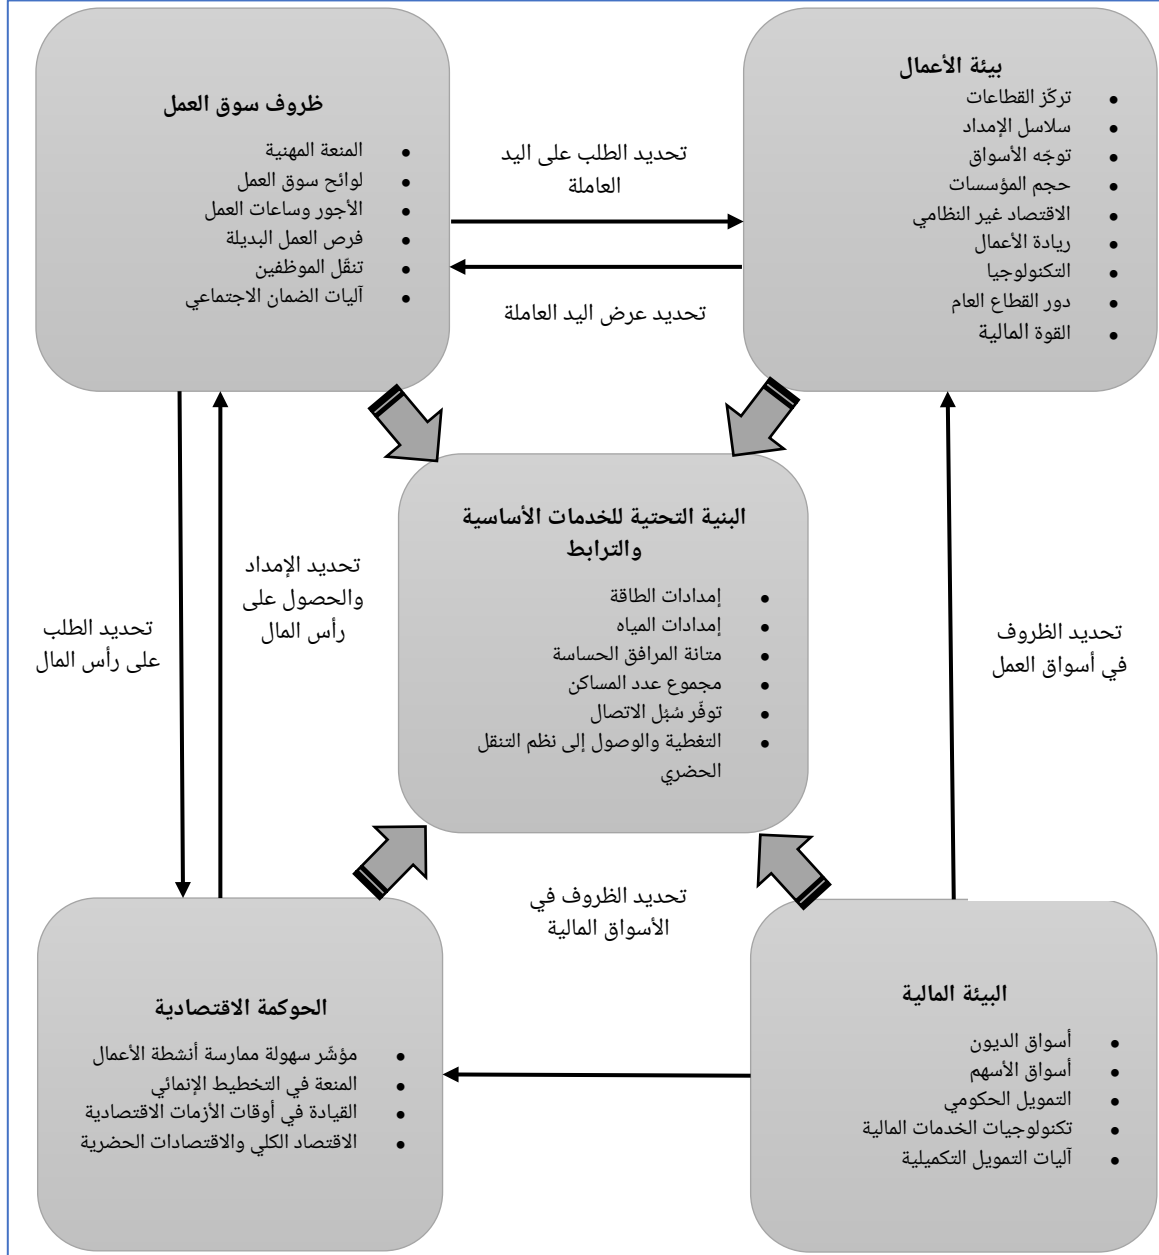 بيئة الأعمال
• تركّز القطاعات
• سلاسل الإمداد
• توجّه الأسواق
• حجم المؤسسات
• الاقتصاد غير النظامي
• ريادة الأعمال
• التكنولوجيا
• دور القطاع العام
• القوة المالية
تحديد الطلب على اليد
العاملة
تحديد عرض اليد العاملة
ظروف سوق العمل
• المنعة المهنية
• لوائح سوق العمل
• الأجور وساعات العمل
• فرص العمل البديلة
• تنقّل الموظفين
• آليات الضمان الاجتماعي
البنية التحتية للخدمات الأساسية
والترابط
• إمدادات الطاقة
• إمدادات المياه
• متانة المرافق الحساسة
• مجموع عدد المساكن
• توفّر سُبُل الاتصال
• التغطية والوصول إلى نظم التنقل
الحضري
تحديد الظروف
في أسواق العمل
تحديد الإمداد
والحصول على
رأس المال
تحديد الطلب
على رأس المال
تحديد الظروف في
الأسواق المالية
البيئة المالية
• أسواق الديون
• أسواق الأسهم
• التمويل الحكومي
• تكنولوجيات الخدمات المالية
• آليات التمويل التكميلية
الحوكمة الاقتصادية
• مؤشّر سهولة ممارسة أنشطة الأعمال
• المنعة في التخطيط الإنمائي
• القيادة في أوقات الأزمات الاقتصادية
• الاقتصاد الكلي والاقتصادات الحضرية